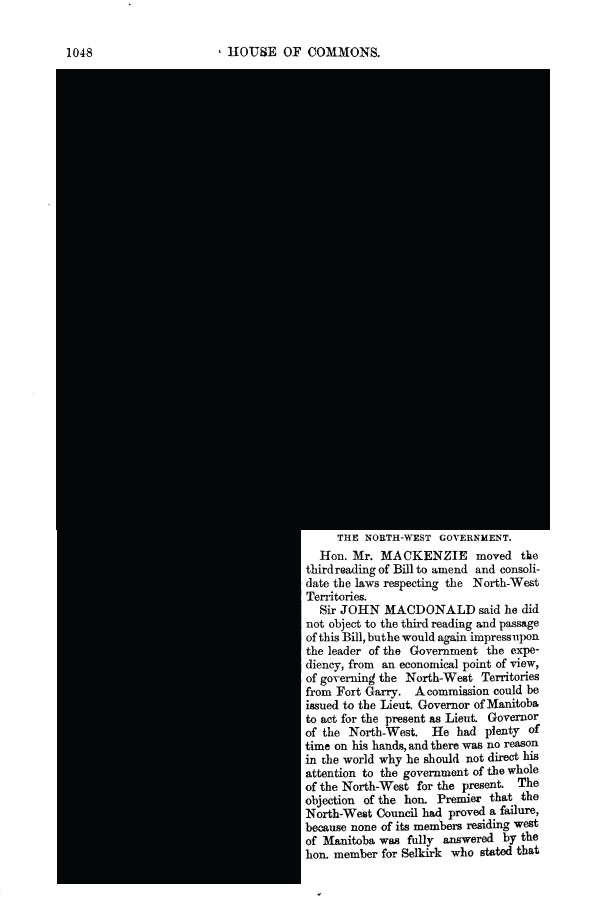 1048
HOUSE OF COMMONS.
THE NORTH-WEST GOVERNMENT.
Hon. Mr. MACKENZIE moved the
third reading of Bill to amend and consoli-
date the laws respecting the North-West
Territories.
Sir JOHN MACDONALD said he did
not object to the third reading and passage
of this Bill, but he would again impress upon
the leader of the Government the expe-
diency, from an economical point of view,
of governing the North-West Territories
from Fort Garry. A commission could be
issued to the Lieut. Governor of Manitoba
to act for the present as Lieut. Governor
of the North-West. He had plenty of
time on his hands, and there was no reason
in the world why he should not direct his
attention to the government of the whole
of the North-West for the present. The
objection of the hon. Premier that the
North-West Council had proved a failure,
because none of its members residing west
of Manitoba was fully answered by the
hon. member for Selkirk who stated that